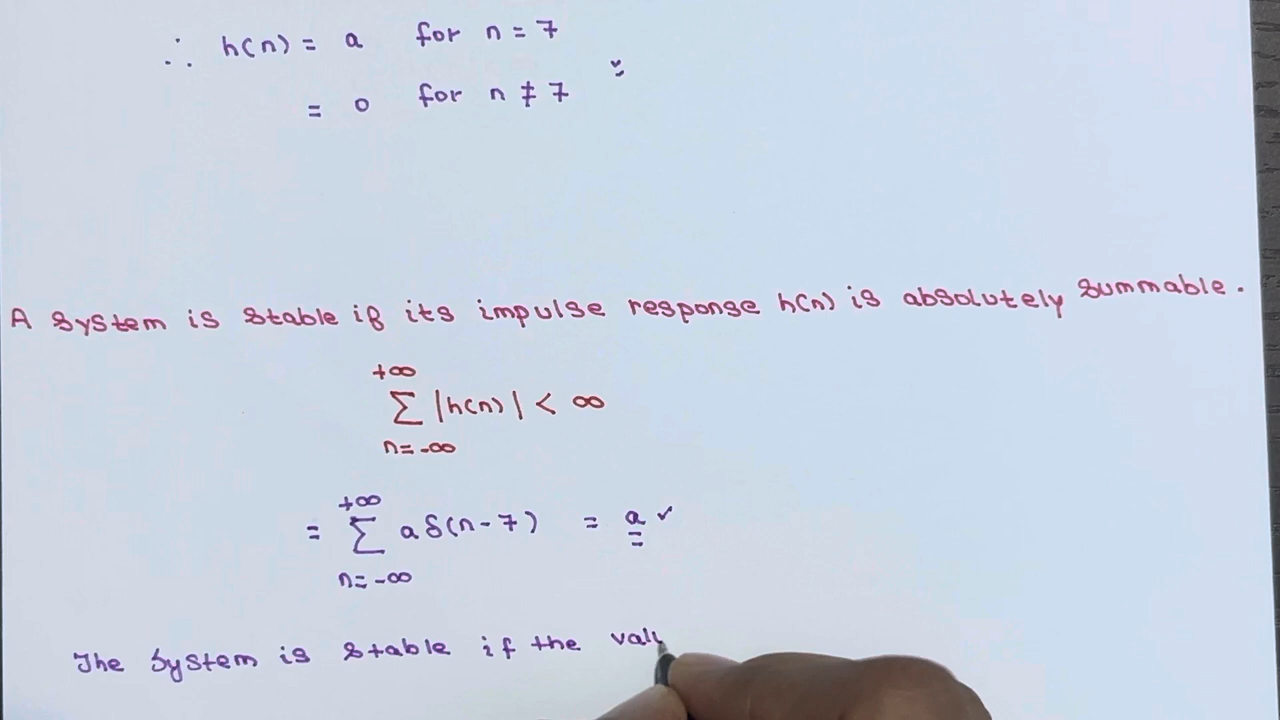 ∴ h(n) = a for n = 7
= 0 for n ≠ 7
A system is stable if its impulse response h(n) is absolutely summable.
+∞
∑ |h(n)| < ∞
n=-∞
+∞
= ∑ a δ(n-7) = a ✓
n=-∞
The system is stable if the valu